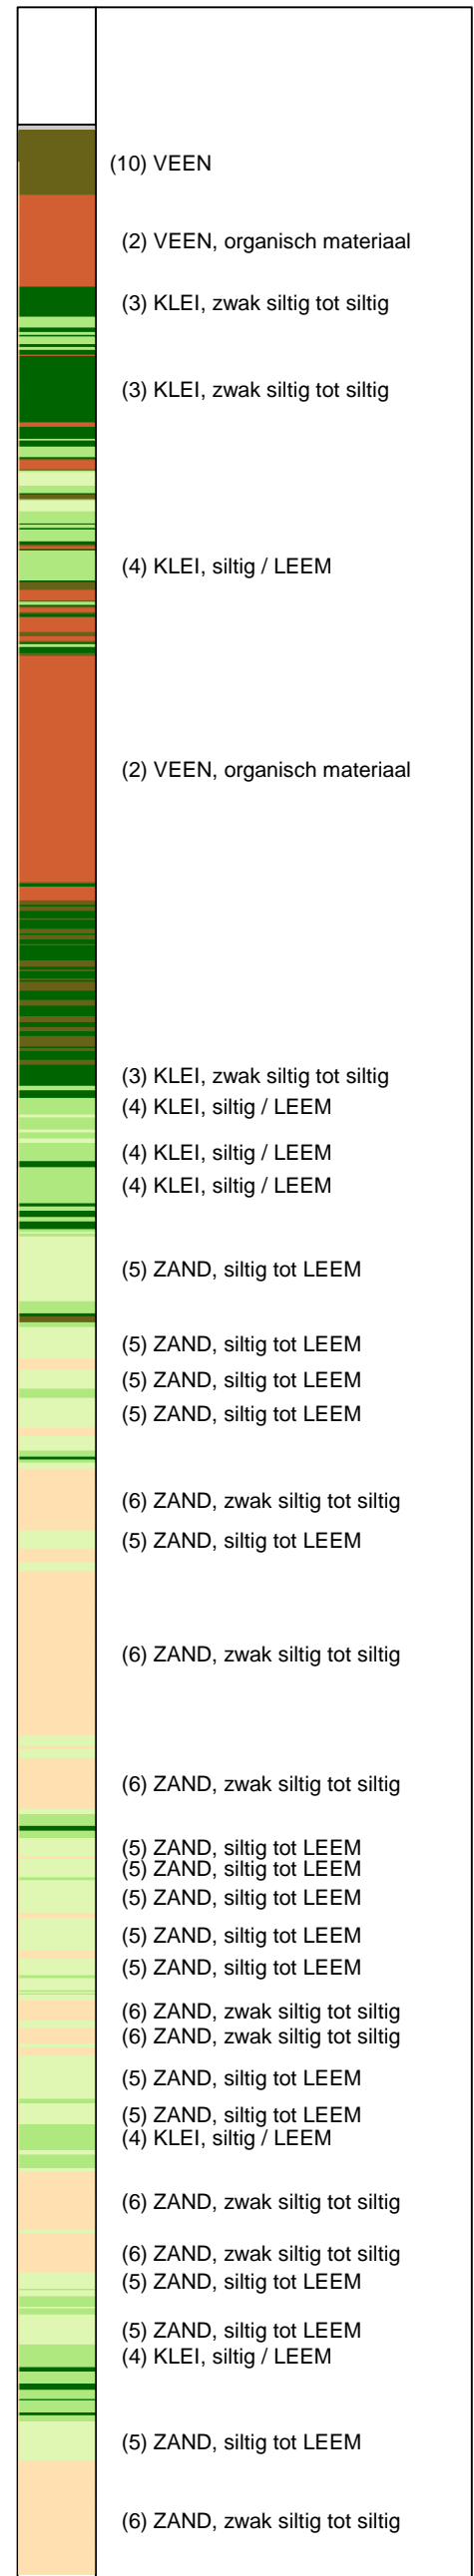 (10) VEEN
(2) VEEN, organisch materiaal
(3) KLEI, zwak siltig tot siltig
(3) KLEI, zwak siltig tot siltig
(4) KLEI, siltig / LEEM
(2) VEEN, organisch materiaal
(3) KLEI, zwak siltig tot siltig
(4) KLEI, siltig / LEEM
(4) KLEI, siltig / LEEM
(4) KLEI, siltig / LEEM
(5) ZAND, siltig tot LEEM
(5) ZAND, siltig tot LEEM
(5) ZAND, siltig tot LEEM
(5) ZAND, siltig tot LEEM
(6) ZAND, zwak siltig tot siltig
(5) ZAND, siltig tot LEEM
(6) ZAND, zwak siltig tot siltig
(6) ZAND, zwak siltig tot siltig
(5) ZAND, siltig tot LEEM
(5) ZAND, siltig tot LEEM
(5) ZAND, siltig tot LEEM
(5) ZAND, siltig tot LEEM
(5) ZAND, siltig tot LEEM
(6) ZAND, zwak siltig tot siltig
(6) ZAND, zwak siltig tot siltig
(5) ZAND, siltig tot LEEM
(5) ZAND, siltig tot LEEM
(4) KLEI, siltig / LEEM
(6) ZAND, zwak siltig tot siltig
(6) ZAND, zwak siltig tot siltig
(5) ZAND, siltig tot LEEM
(5) ZAND, siltig tot LEEM
(4) KLEI, siltig / LEEM
(5) ZAND, siltig tot LEEM
(6) ZAND, zwak siltig tot siltig